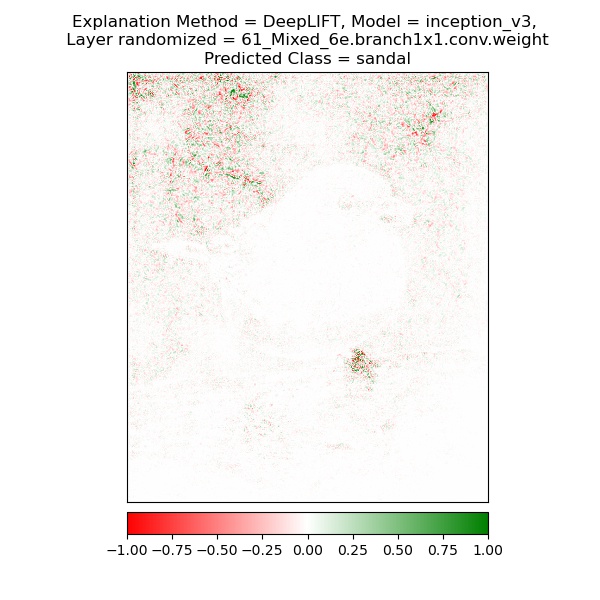 Explanation Method = DeepLIFT, Model = inception_v3,
Layer randomized = 61_Mixed_6e.branch1x1.conv.weight
Predicted Class = sandal
−1.00 −0.75 −0.50 −0.25 0.00 0.25 0.50 0.75 1.00